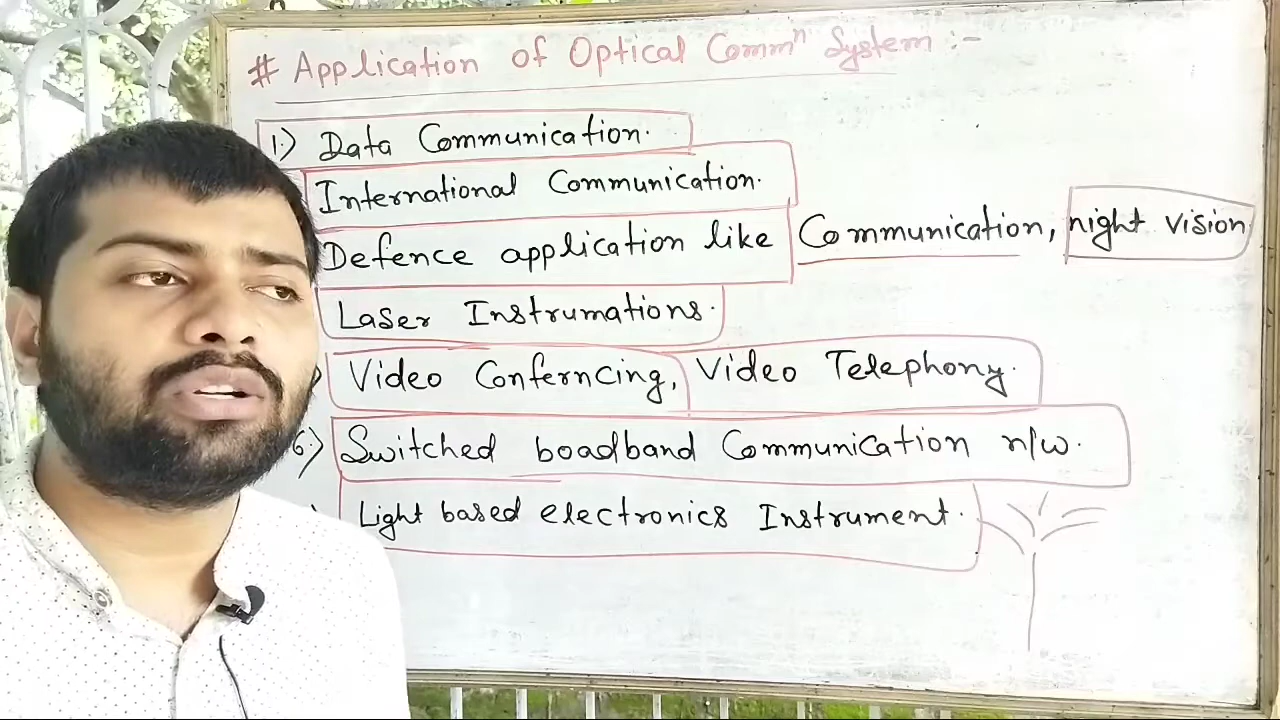 # Application of Optical Commⁿ System :-
1.) Data Communication.
International Communication.
Defence application like Communication, night vision
Laser Instrumations.
) Video Conferncing, Video Telephony.
6) Switched boadband Communication n/w.
Light based electronics Instrument.